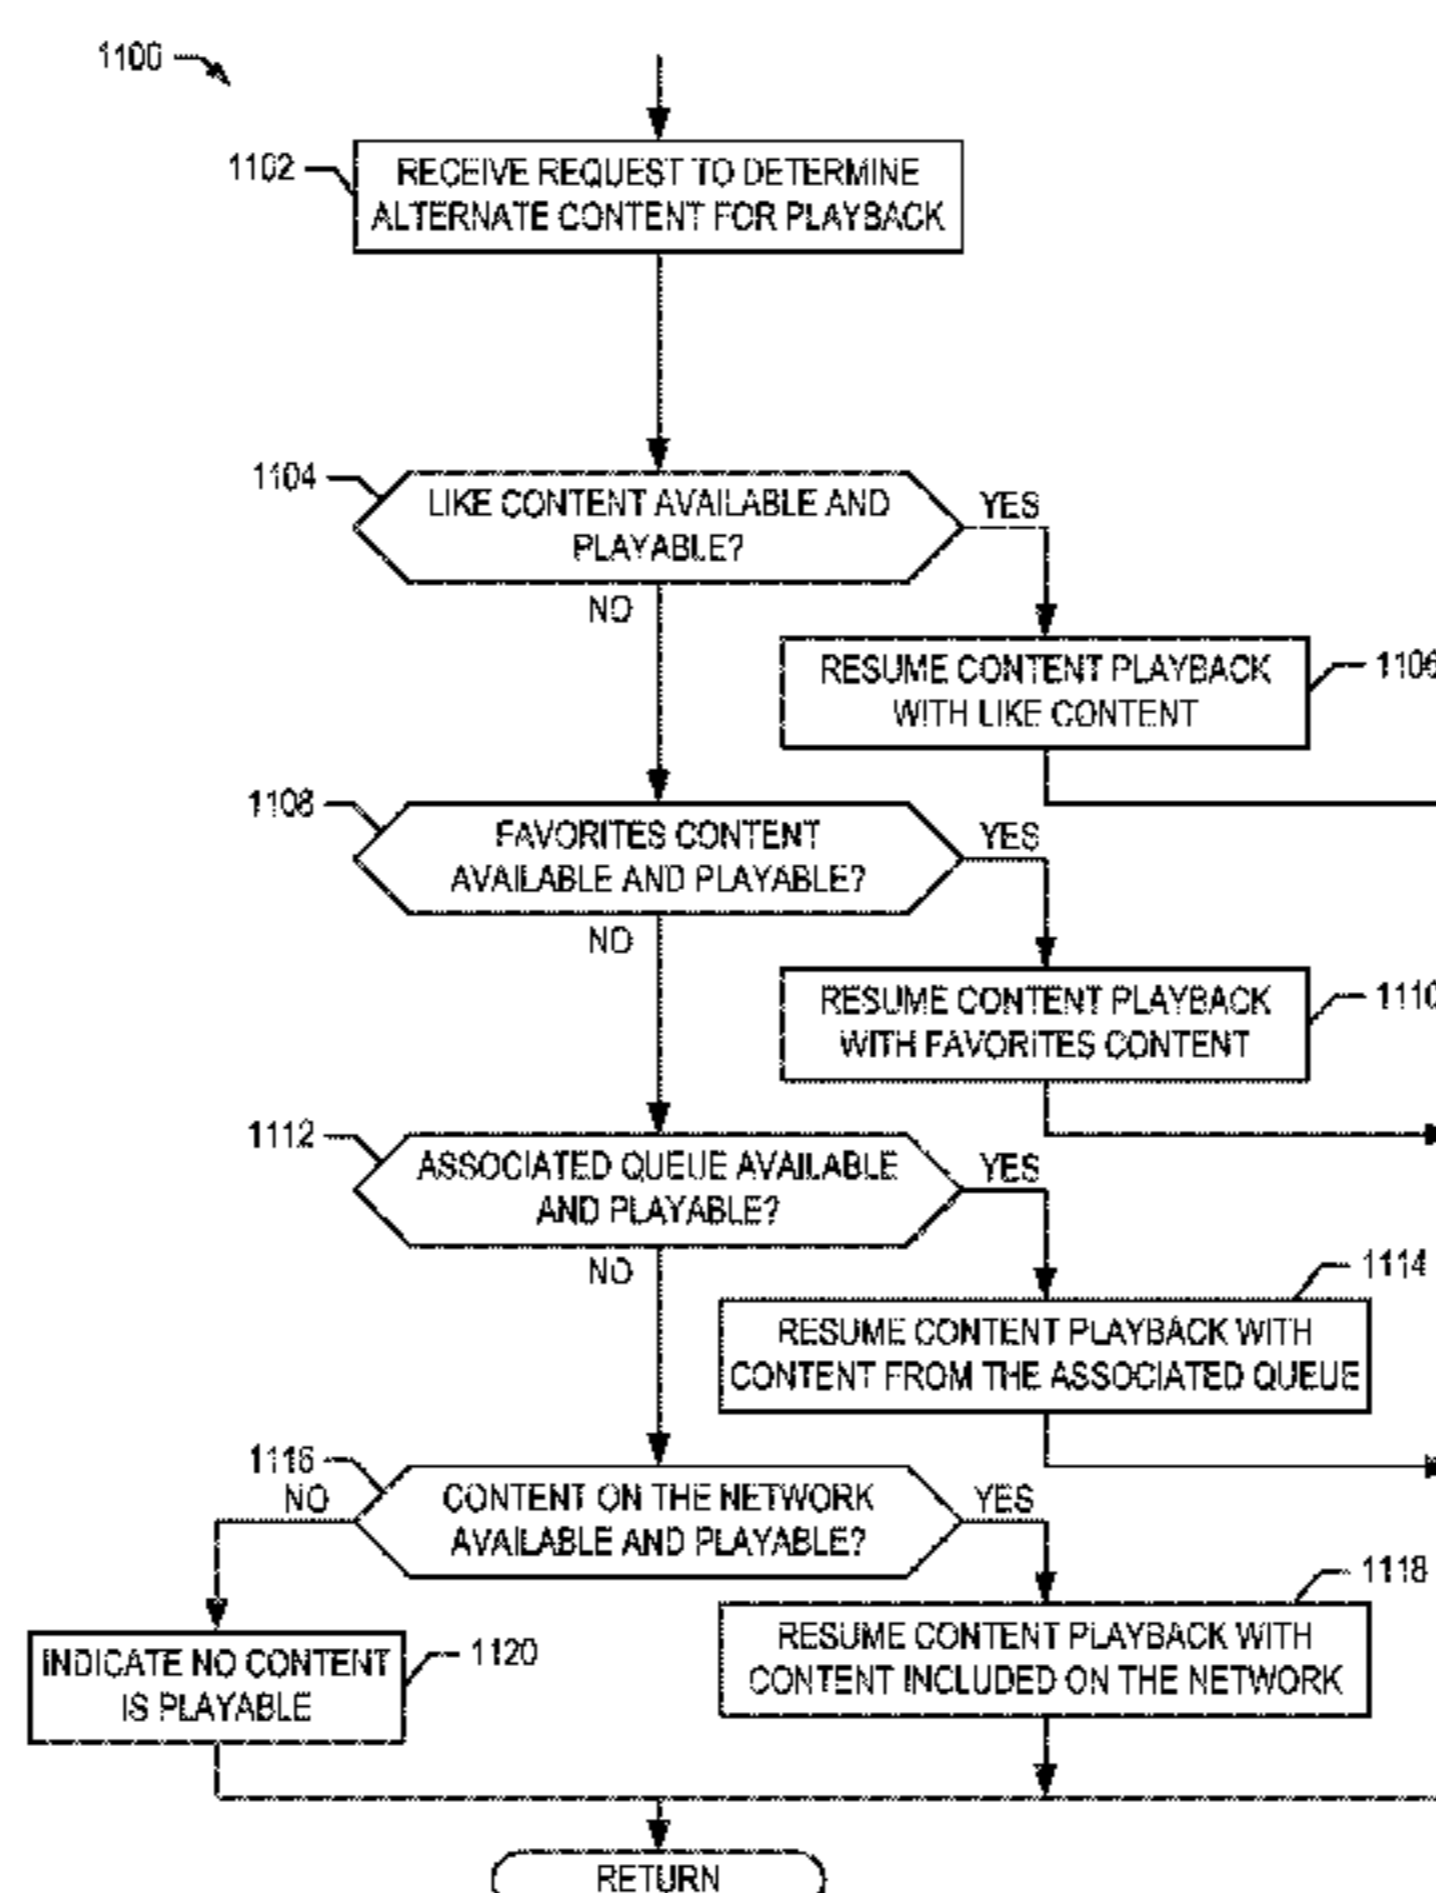 1100
1102
RECEIVE REQUEST TO DETERMINE
ALTERNATE CONTENT FOR PLAYBACK
1104
LIKE CONTENT AVAILABLE AND
PLAYABLE?
YES
NO
RESUME CONTENT PLAYBACK
WITH LIKE CONTENT
1106
1108
FAVORITES CONTENT
AVAILABLE AND PLAYABLE?
YES
NO
RESUME CONTENT PLAYBACK
WITH FAVORITES CONTENT
1110
1112
ASSOCIATED QUEUE AVAILABLE
AND PLAYABLE?
YES
NO
1114
RESUME CONTENT PLAYBACK WITH
CONTENT FROM THE ASSOCIATED QUEUE
1116
NO
CONTENT ON THE NETWORK
AVAILABLE AND PLAYABLE?
YES
1118
RESUME CONTENT PLAYBACK WITH
CONTENT INCLUDED ON THE NETWORK
INDICATE NO CONTENT
IS PLAYABLE
1120
RETURN